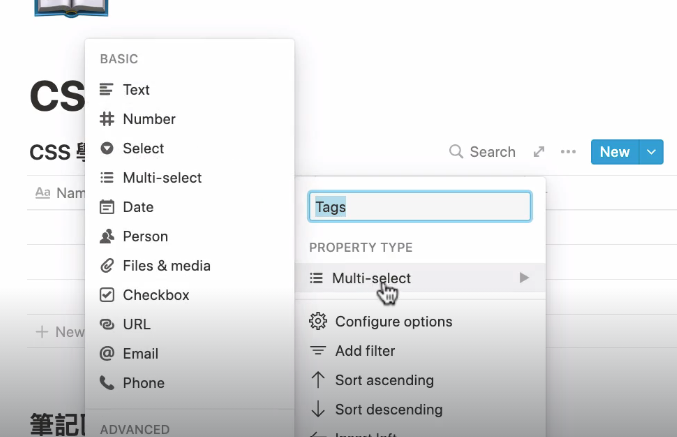 CS
CSS 學
Search
New
Aa Nam
New
筆記
BASIC
Text
Number
Select
Multi-select
Date
Person
Files & media
Checkbox
URL
Email
Phone
ADVANCED
Tags
PROPERTY TYPE
Multi-select
Configure options
Add filter
Sort ascending
Sort descending
Insert left